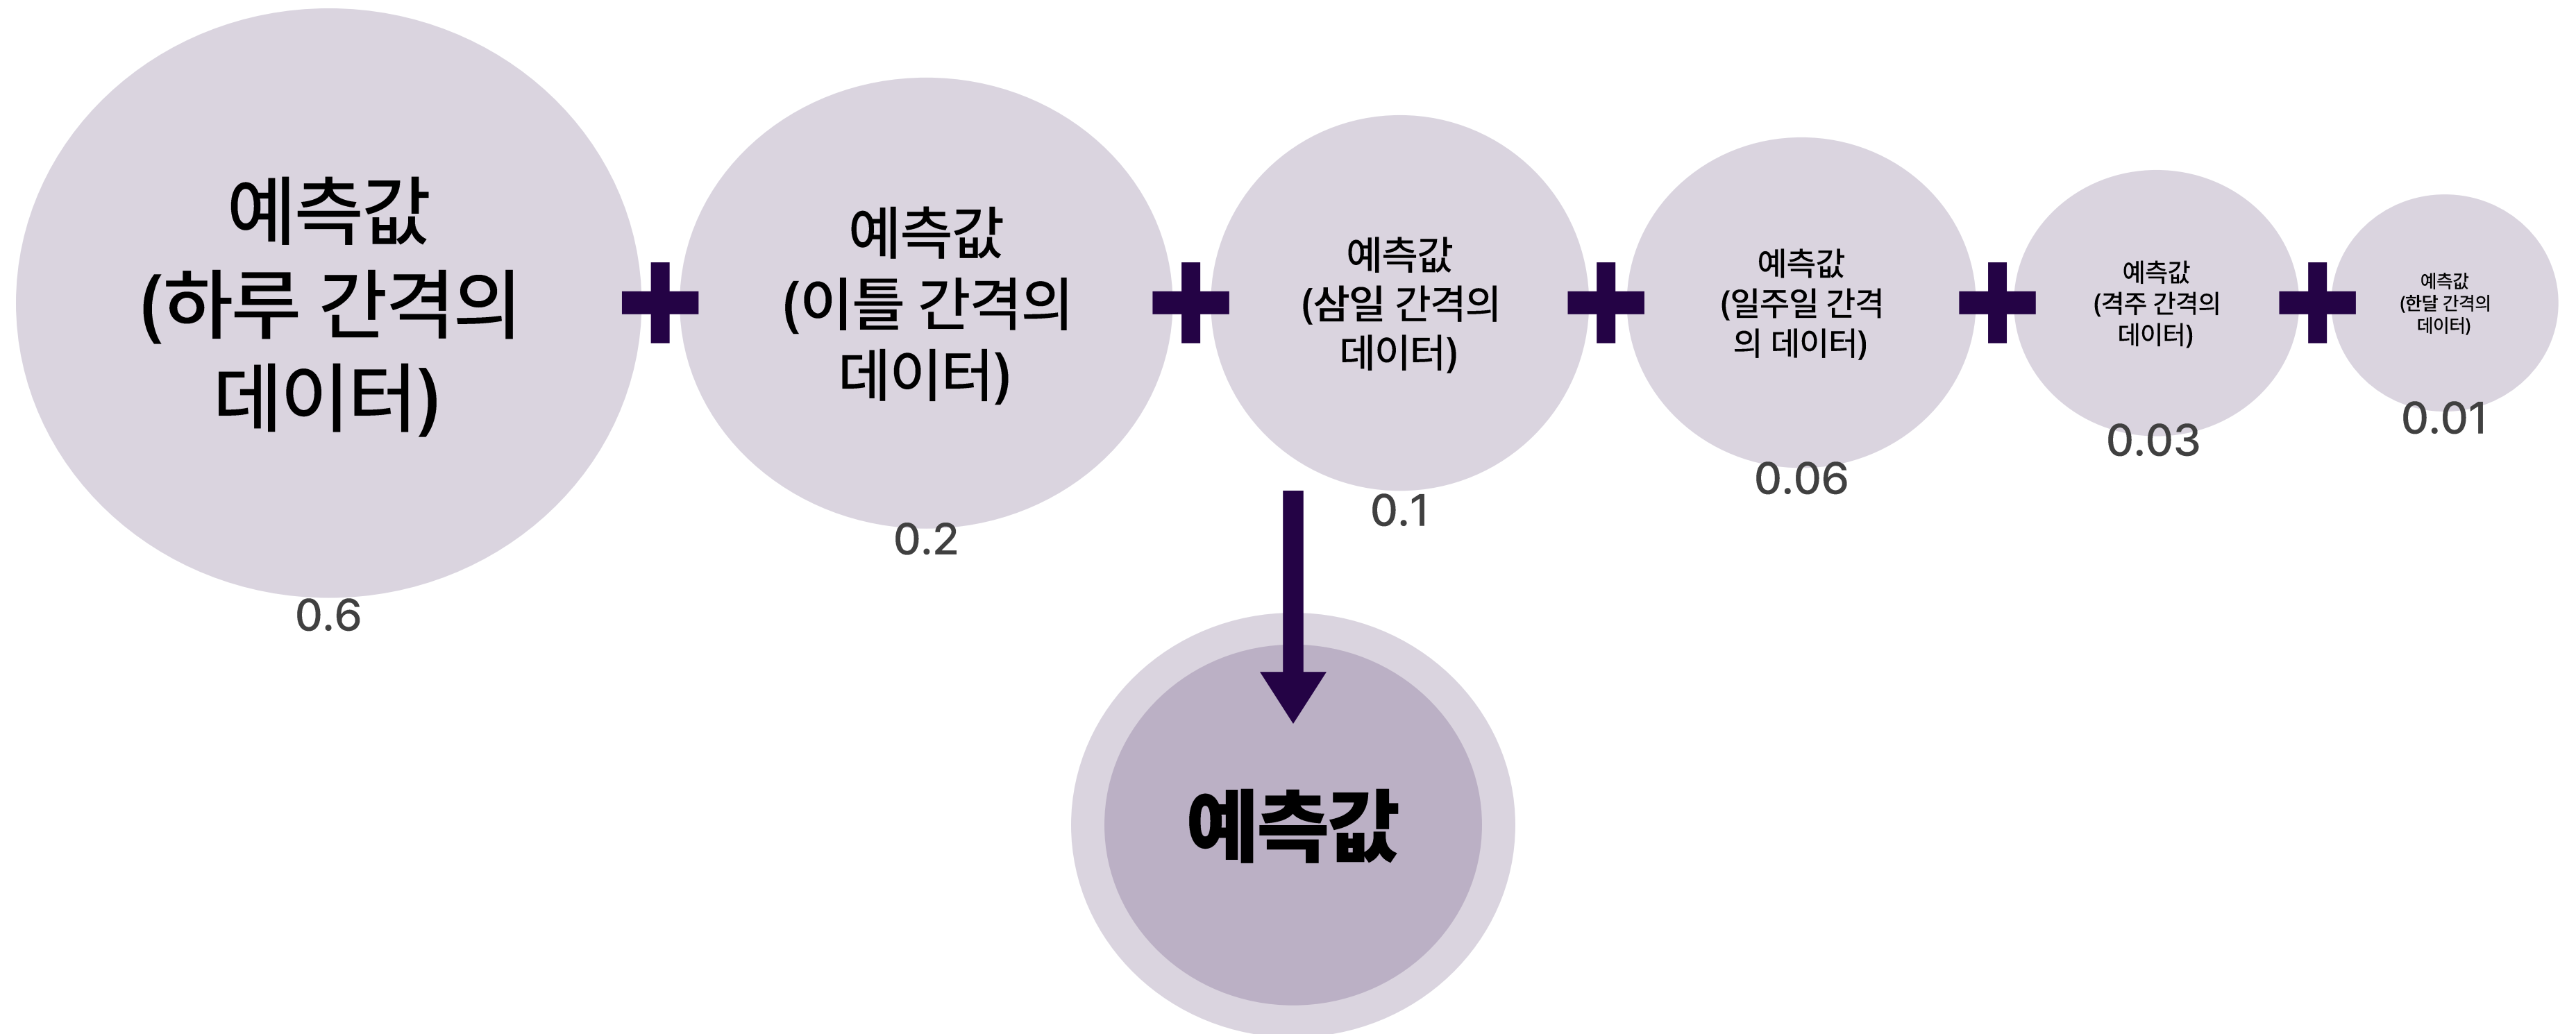 예측값
(하루 간격의
데이터)
0.6
예측값
(이틀 간격의
데이터)
0.2
예측값
(삼일 간격의
데이터)
0.1
예측값
(일주일 간격
의 데이터)
0.06
예측값
(격주 간격의
데이터)
0.03
예측값
(한달 간격의
데이터)
0.01
예측값